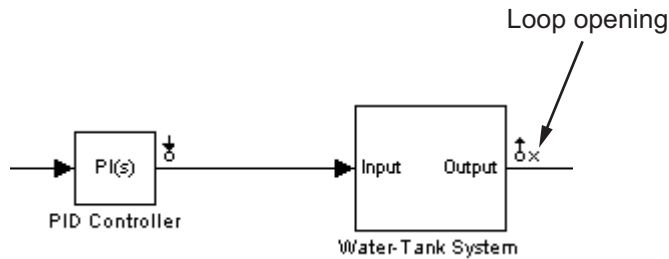 Loop opening
PI(s)
PID Controller
Input
Output
x
Water-Tank System